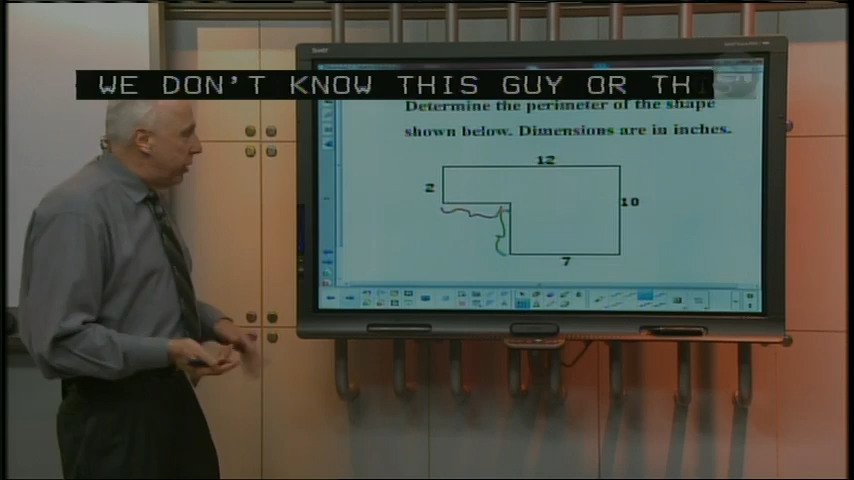 WE DON'T KNOW THIS GUY OR TH
Determine the perimeter of the shape
shown below. Dimensions are in inches.
12
2
10
7